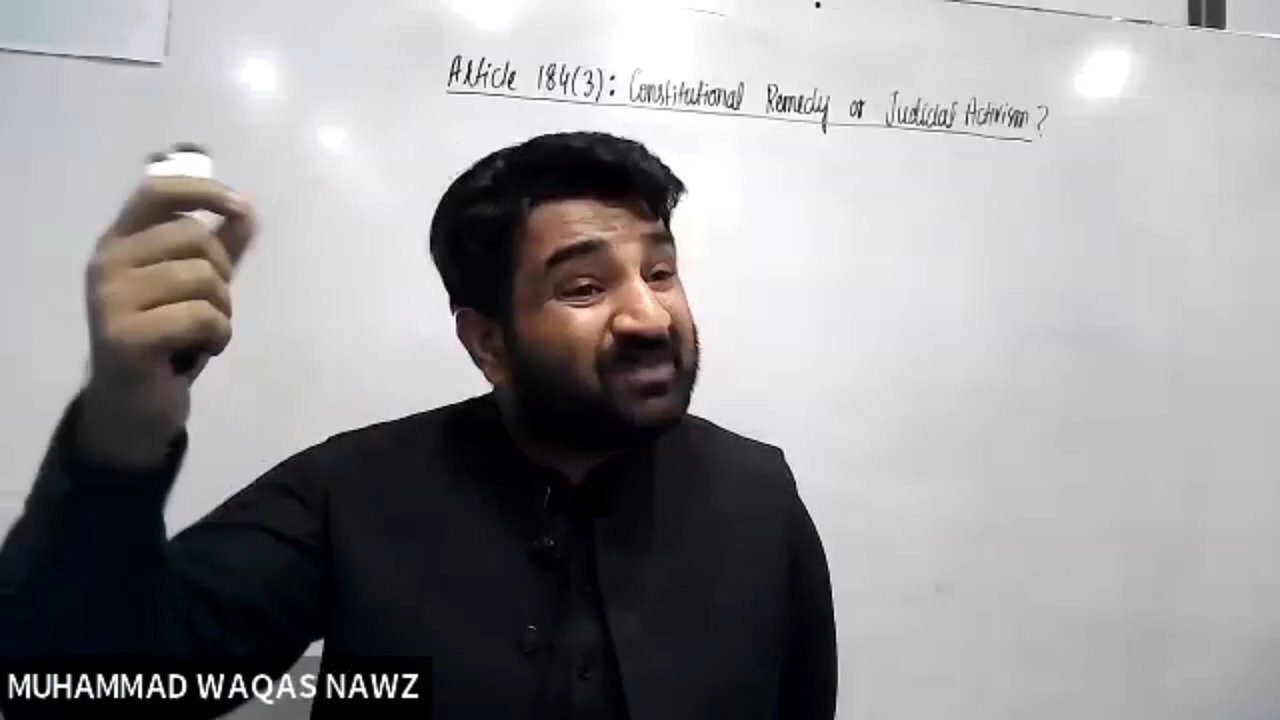 Article 184(3): Constitutional Remedy or Judicial Activism?
MUHAMMAD WAQAS NAWZ